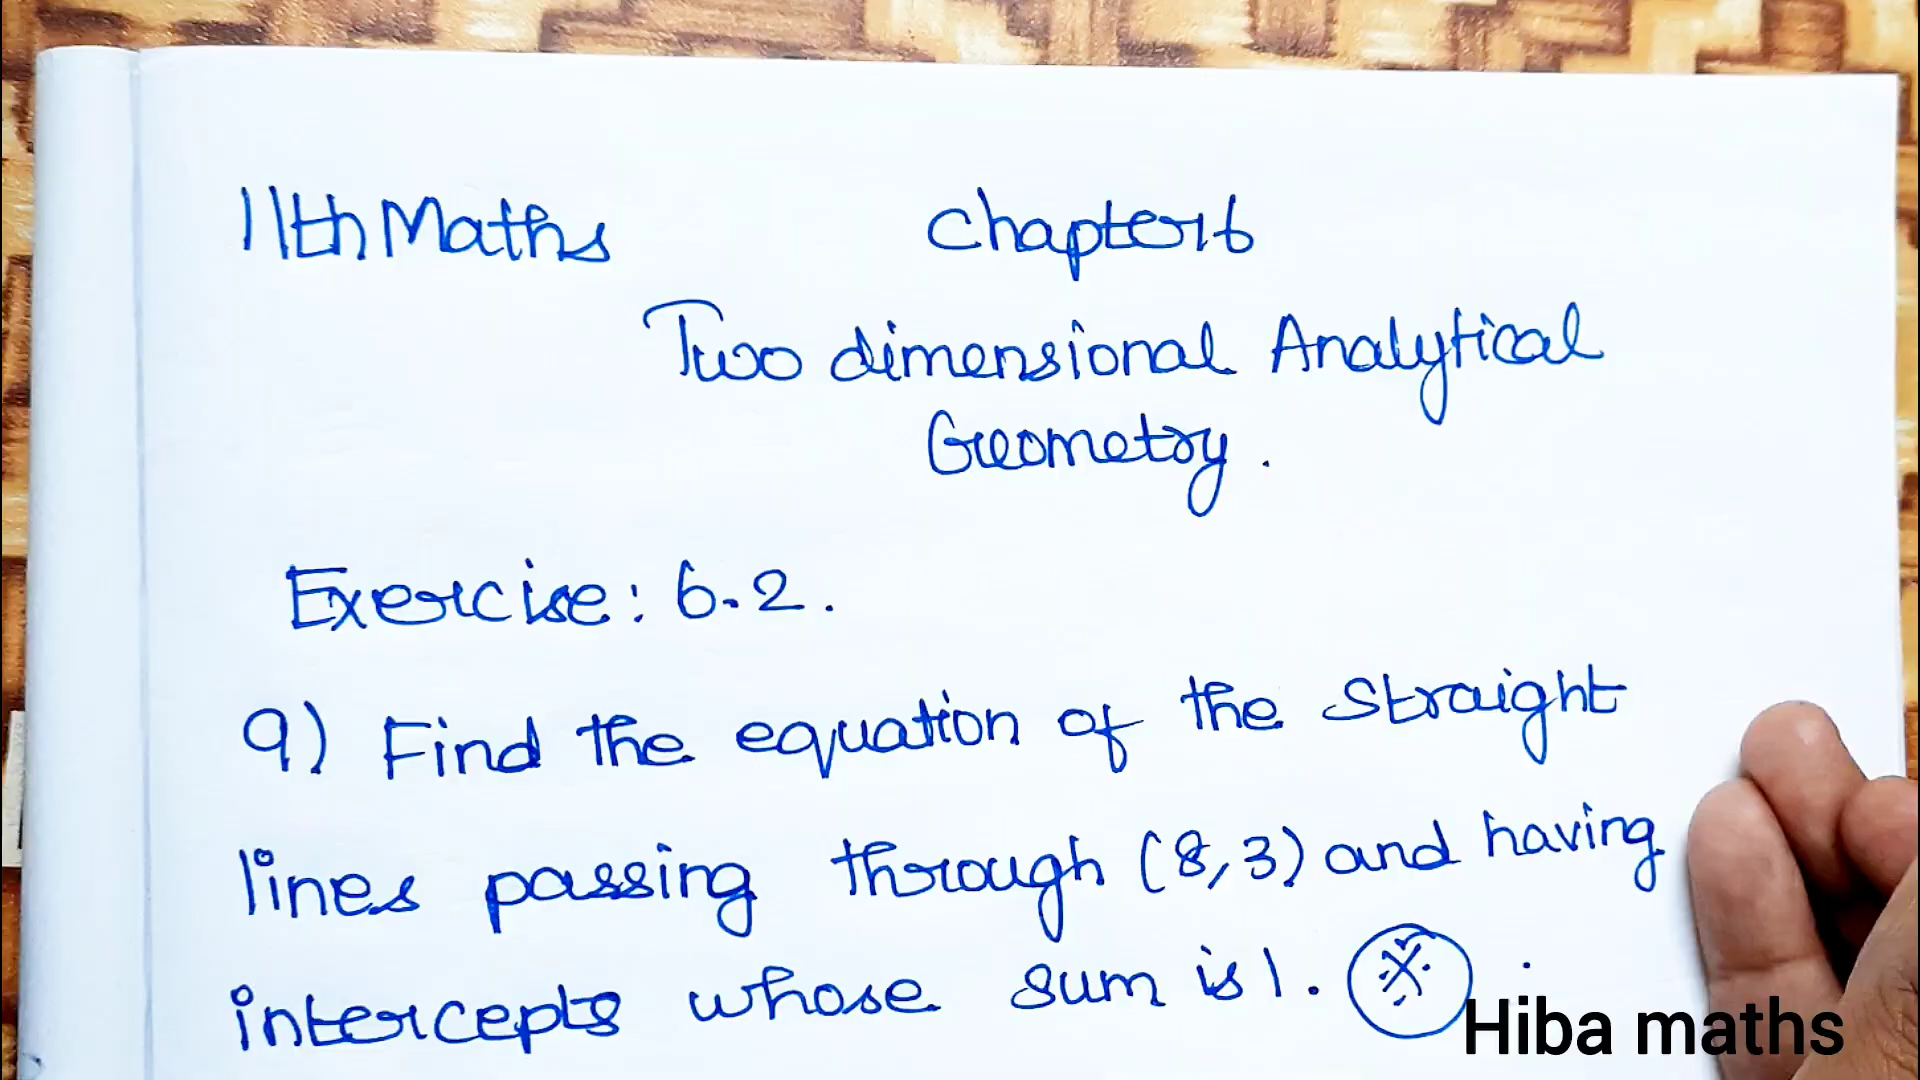 11th Maths Chapter 6
Two dimensional Analytical
Geometry.
Exercise: 6.2.
9) Find the equation of the straight
lines passing through (8,3) and having
intercepts whose sum is 1.
Hiba maths